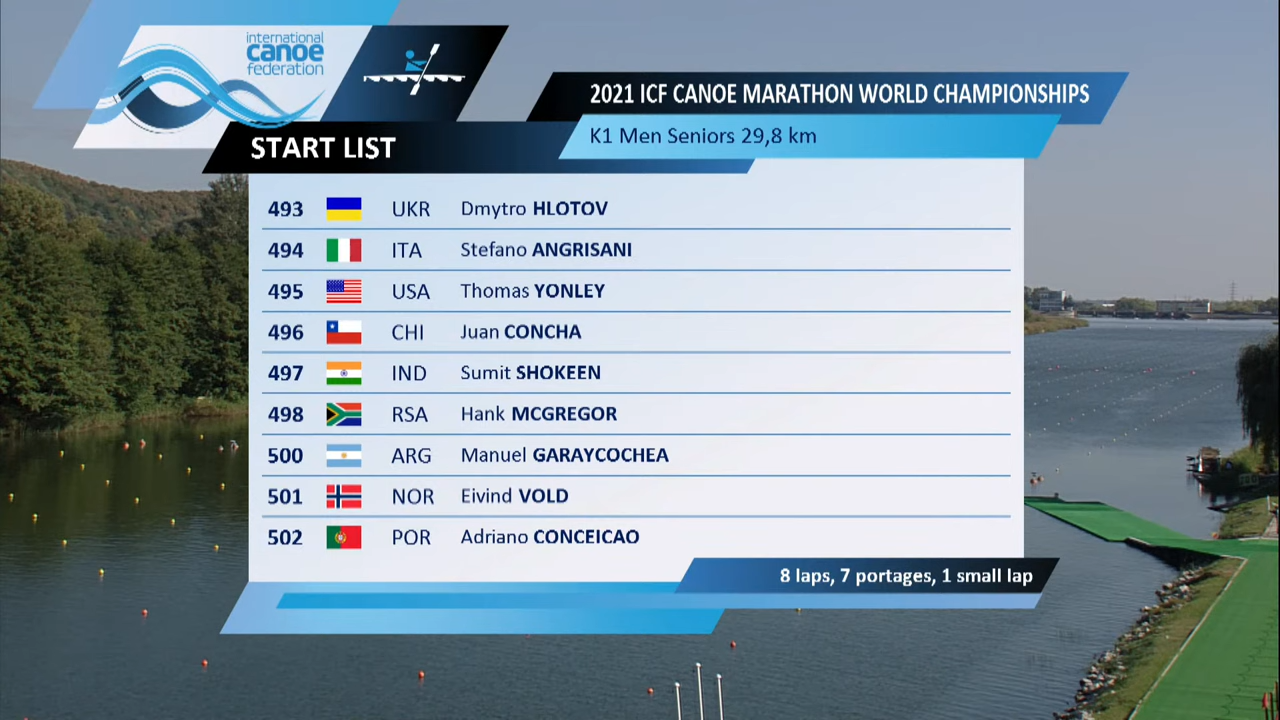 international
canoe
federation
2021 ICF CANOE MARATHON WORLD CHAMPIONSHIPS
K1 Men Seniors 29,8 km
START LIST
493 UKR Dmytro HLOTOV
494 ITA Stefano ANGRISANI
495 USA Thomas YONLEY
496 CHI Juan CONCHA
497 IND Sumit SHOKEEN
498 RSA Hank MCGREGOR
500 ARG Manuel GARAYCOCHEA
501 NOR Eivind VOLD
502 POR Adriano CONCEICAO
8 laps, 7 portages, 1 small lap